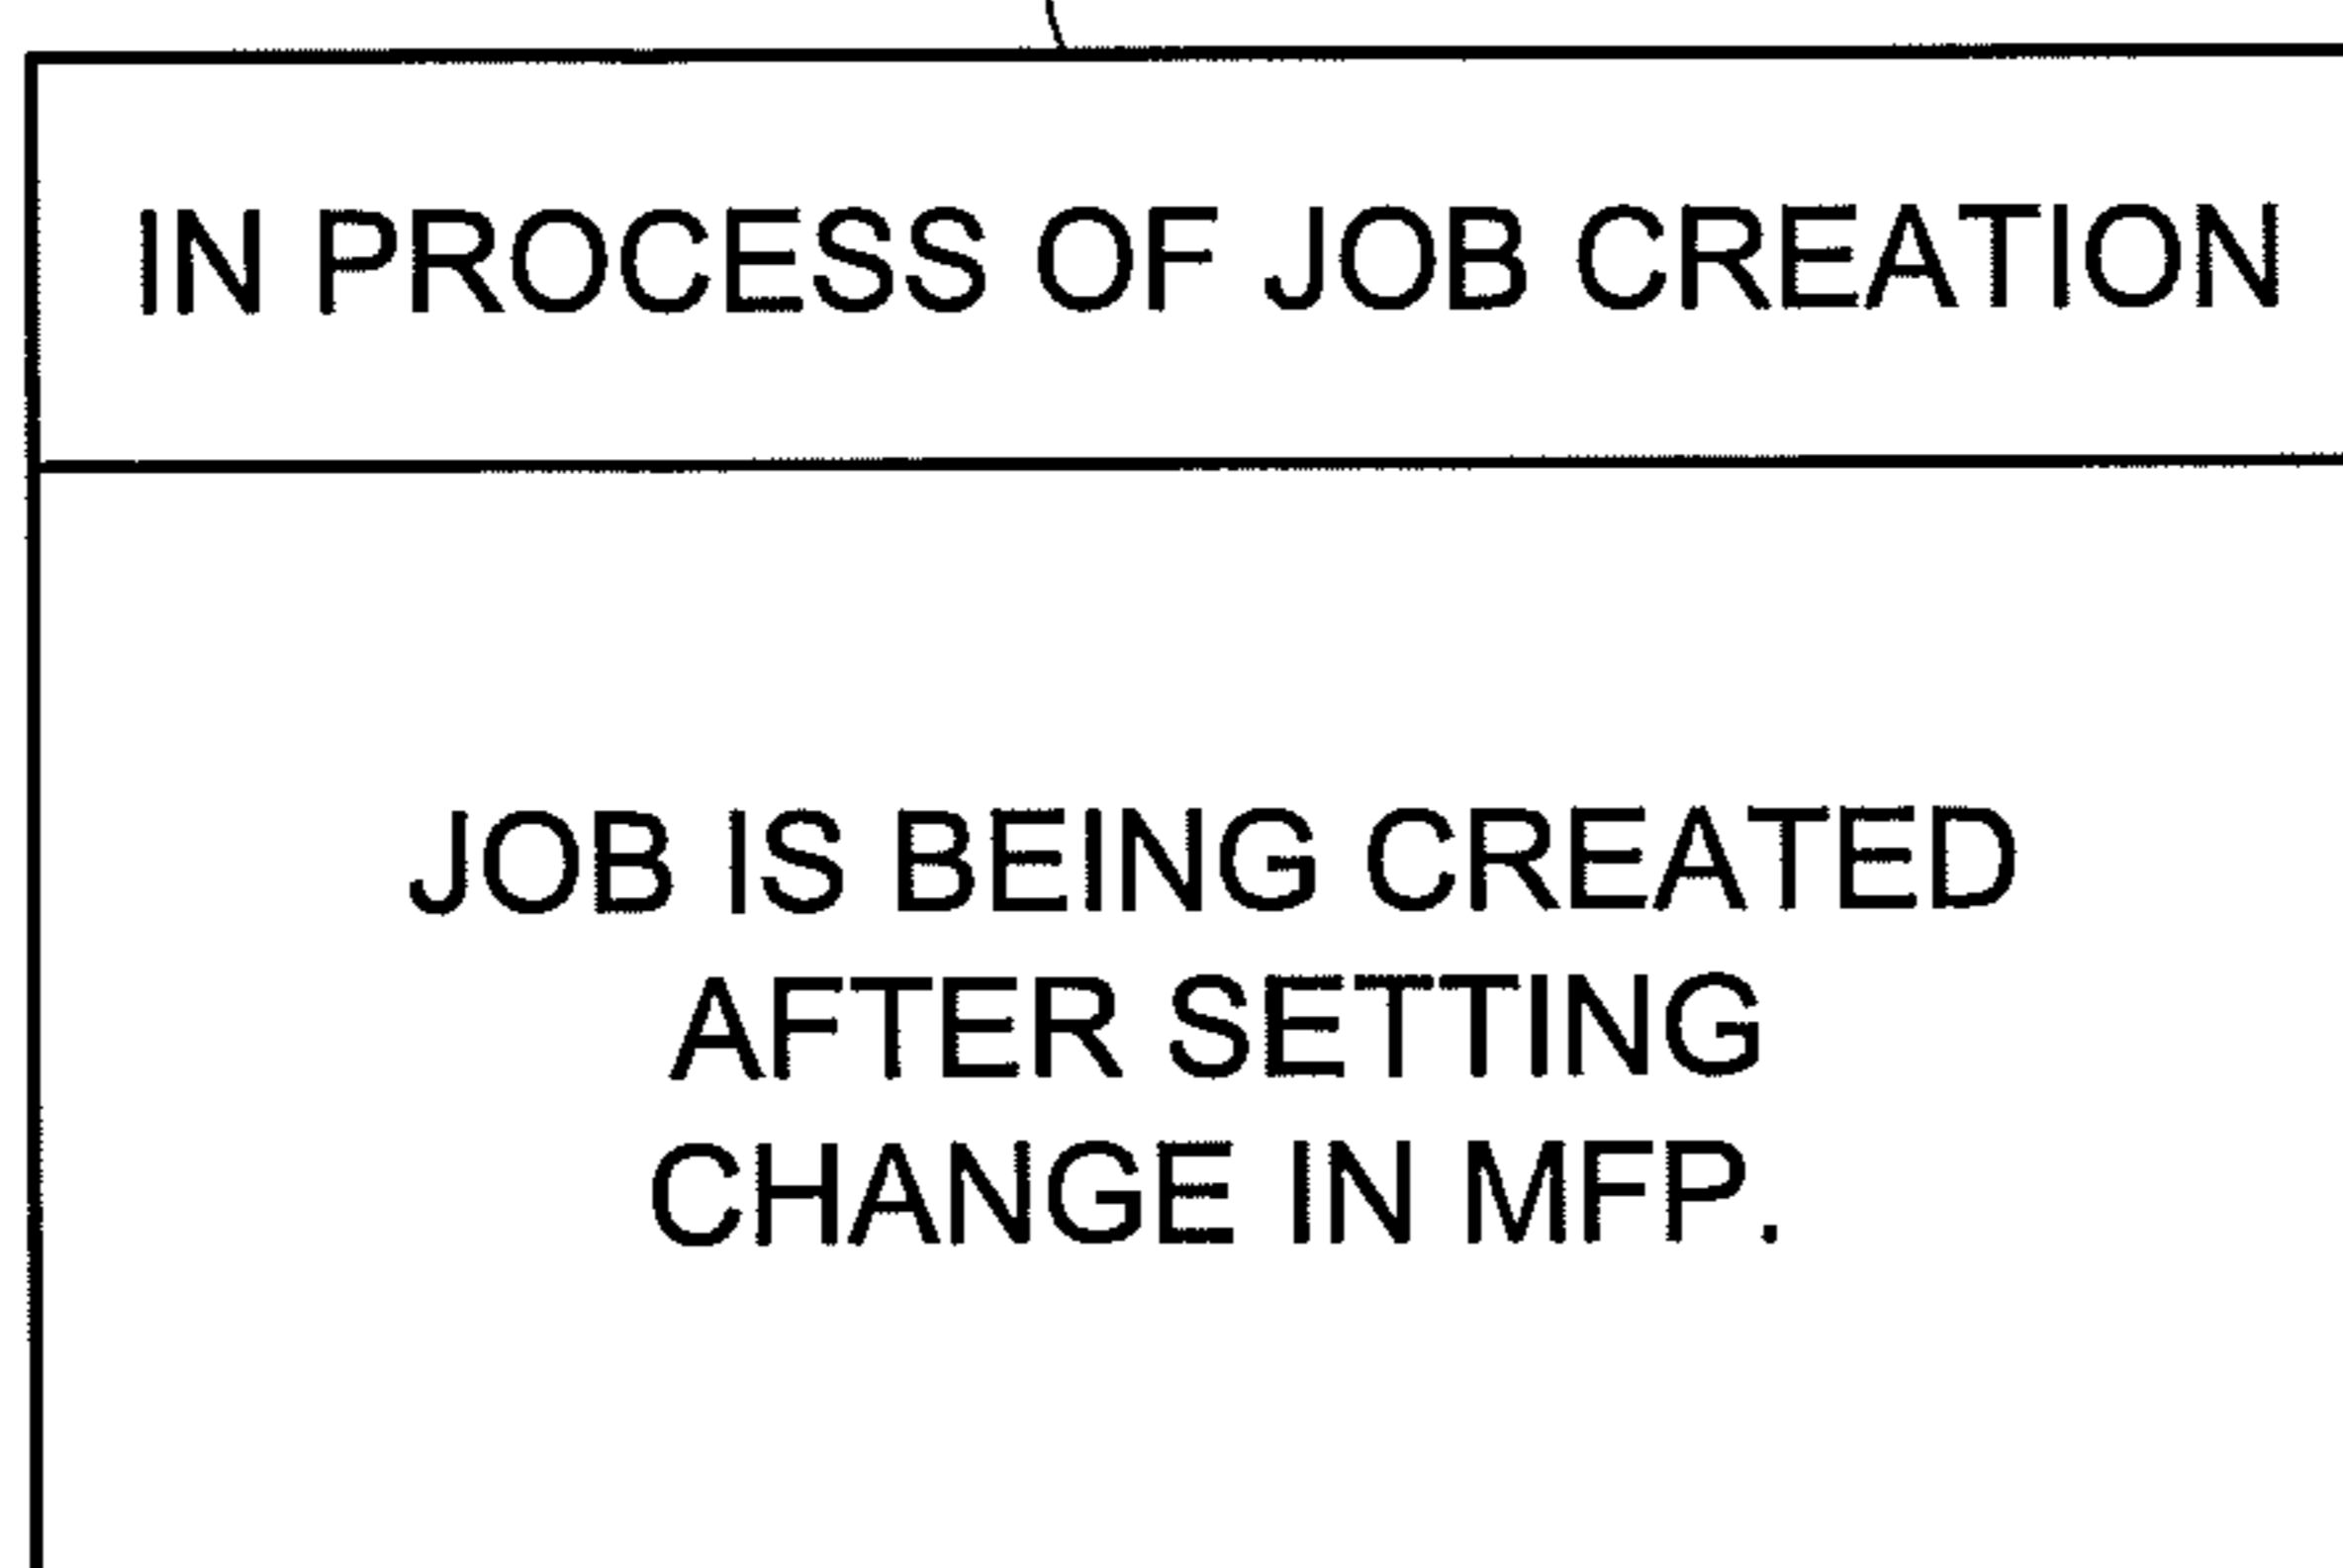 IN PROCESS OF JOB CREATION
JOB IS BEING CREATED
AFTER SETTING
CHANGE IN MFP.